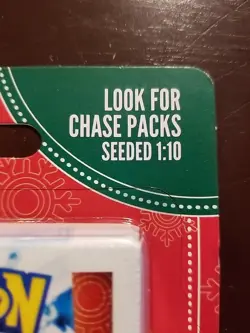 LOOK FOR
CHASE PACKS
SEEDED 1:10